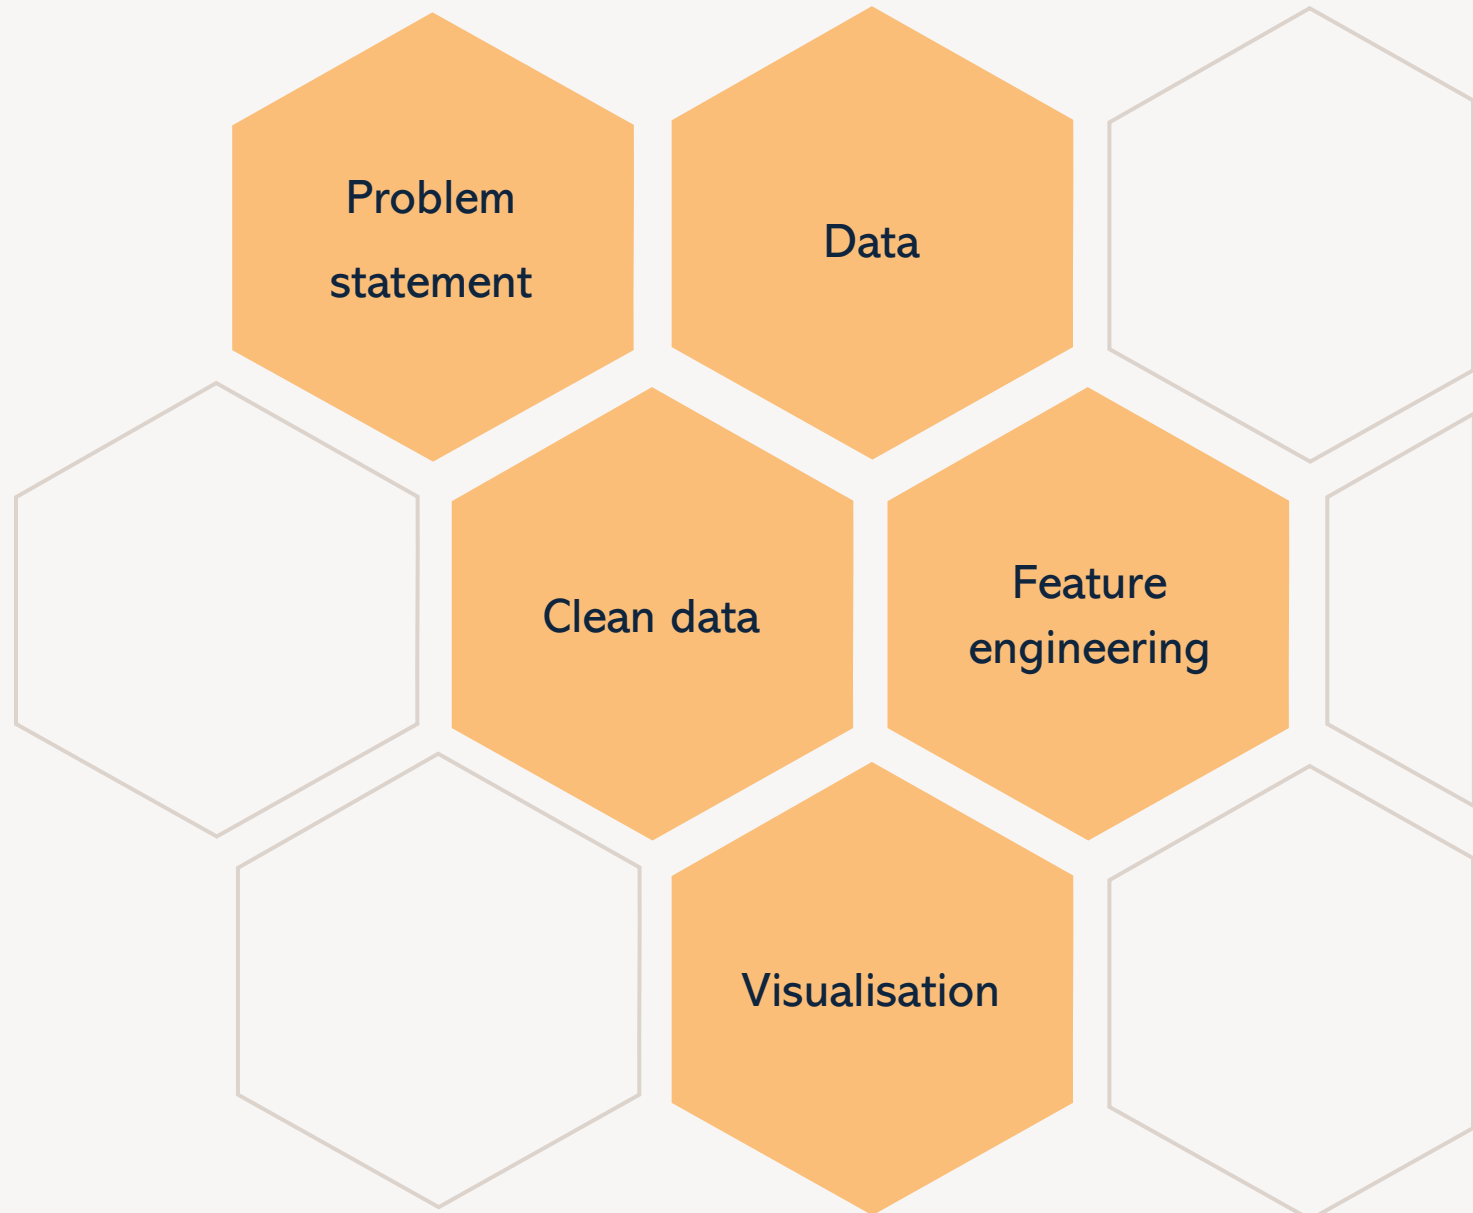 Problem
statement
Data
Clean data
Feature
engineering
Visualisation